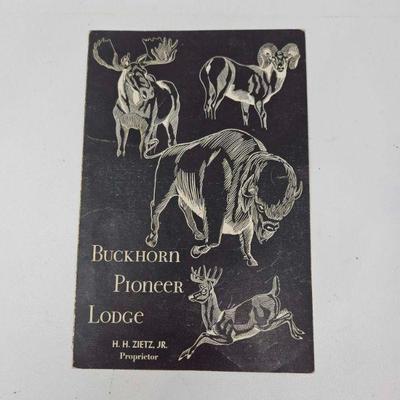 Buckhorn
Pioneer
Lodge
H. H. ZIETZ, JR.
Proprietor